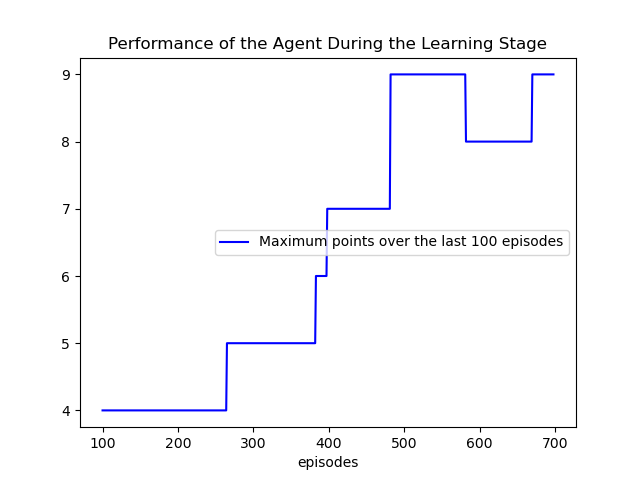 Performance of the Agent During the Learning Stage
9
8
7
Maximum points over the last 100 episodes
6
5
4
100 200 300 400 500 600 700
episodes